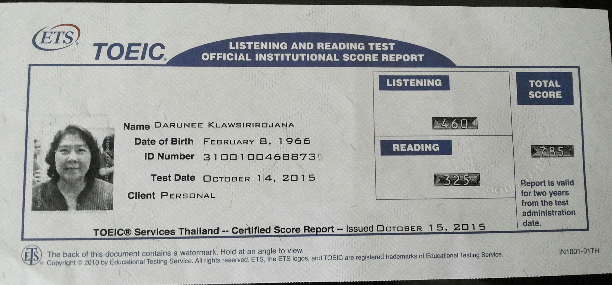 ETS
TOEIC®
LISTENING AND READING TEST
OFFICIAL INSTITUTIONAL SCORE REPORT
Name DARUNEE KLAWSIRIROJANA
Date of Birth FEBRUARY 8, 1966
ID Number
Test Date OCTOBER 14, 2015
Client PERSONAL
LISTENING
460
READING
325
TOTAL
SCORE
785
Report is valid
for two years
from the test
administration
date.
TOEIC® Services Thailand -- Certified Score Report – Issued OCTOBER 15, 2015
ETS
The back of this document contains a watermark. Hold at an angle to view.
Copyright © 2010 by Educational Testing Service. All rights reserved. ETS, the ETS logos, and TOEIC are registered trademarks of Educational Testing Service.
IN1001-01TH